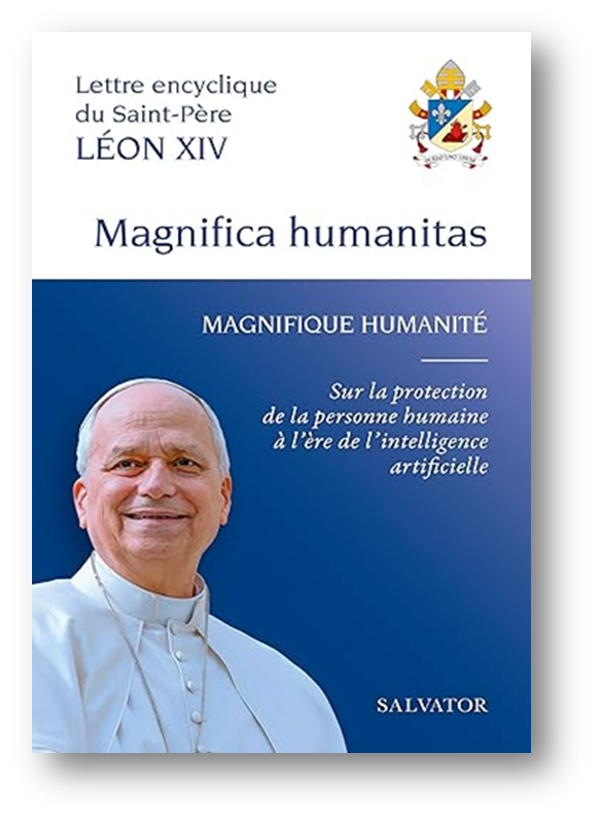 Lettre encyclique
du Saint-Père
LÉON XIV
Magnifica humanitas
MAGNIFIQUE HUMANITÉ
Sur la protection
de la personne humaine
à l'ère de l'intelligence
artificielle
SALVATOR